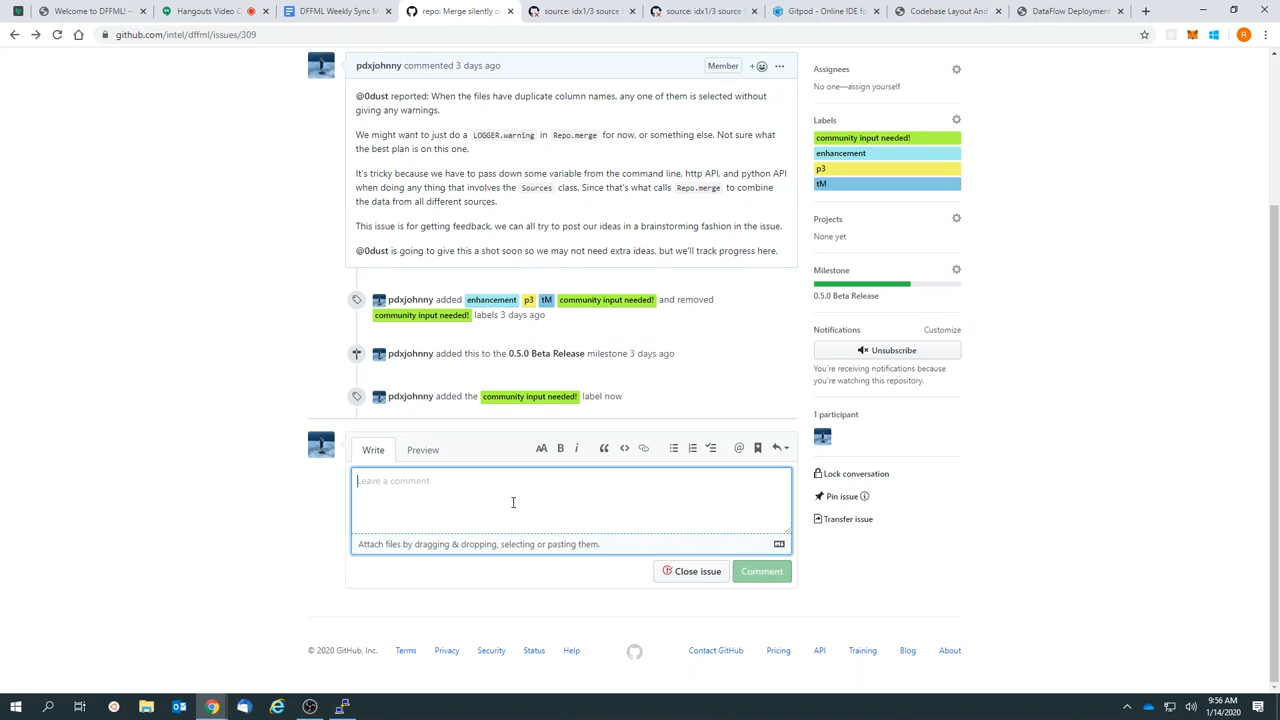 Welcome to DFFML -
Hangouts Video C
DFFML Weekly Sync M
repo: Merge silently o
source: idx1/3 source f
source: idx1/3 source f
Gitpod - Online IDE fo
Codebase Layout And
DataFlow Deployment
github.com/intel/dffml/issues/309
R
pdxjohnny commented 3 days ago
Member
@0dust reported: When the files have duplicate column names, any one of them is selected without
giving any warnings.
We might want to just do a LOGGER.warning in Repo.merge for now, or something else. Not sure what
the best plan is on this one.
It's tricky because we have to pass down some variable from the command line, http API, and python API
when doing any thing that involves the Sources class. Since that's what calls Repo.merge to combine
the data from all different sources.
This issue is for getting feedback, we can all try to post our ideas in a brainstorming fashion in the issue.
@0dust is going to give this a shot soon so we may not need extra ideas, but we'll track progress here.
pdxjohnny added enhancement p3 tM community input needed! and removed
community input needed! labels 3 days ago
pdxjohnny added this to the 0.5.0 Beta Release milestone 3 days ago
pdxjohnny added the community input needed! label now
Write
Preview
Leave a comment
Attach files by dragging & dropping, selecting or pasting them.
Close issue
Comment
Assignees
No one—assign yourself
Labels
community input needed!
enhancement
p3
tM
Projects
None yet
Milestone
0.5.0 Beta Release
Notifications
Customize
Unsubscribe
You're receiving notifications because
you're watching this repository.
1 participant
Lock conversation
Pin issue
Transfer issue
© 2020 GitHub, Inc.
Terms
Privacy
Security
Status
Help
Contact GitHub
Pricing
API
Training
Blog
About
9:56 AM
1/14/2020